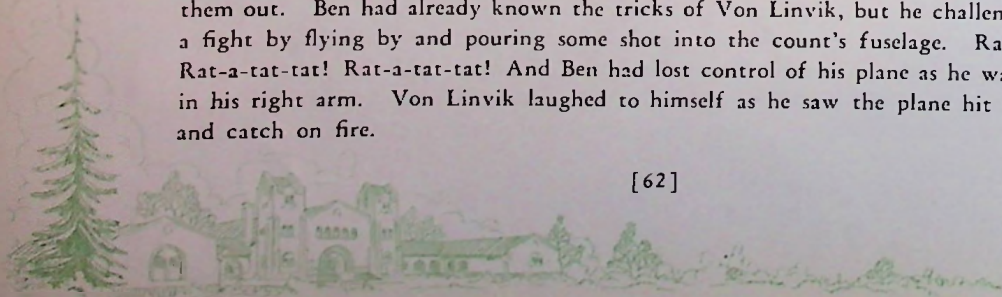 them out. Ben had already known the tricks of Von Linvik, but he challen
a fight by flying by and pouring some shot into the count's fuselage. Ra
Rat-a-tat-tat! Rat-a-tat-tat! And Ben had lost control of his plane as he wa
in his right arm. Von Linvik laughed to himself as he saw the plane hit
and catch on fire.
[62]